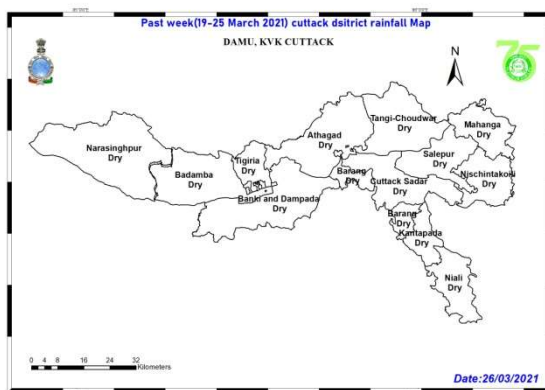 Past week(19-25 March 2021) cuttack dsitrict rainfall Map
DAMU, KVK CUTTACK
N
75
Tangi-Choudwar
Dry
Mahanga
Dry
Athagad
Dry
Narasinghpur
Dry
Salepur
Dry
Tigiria
Dry
Badamba
Dry
Barang
Dry
Nischintakoili
Dry
Cuttack Sadar
Dry
Banki and Dampada
Dry
Barang
Dry
Kantapada
Dry
Niali
Dry
0 4 8 16 24 32
Kilometers
Date:26/03/2021